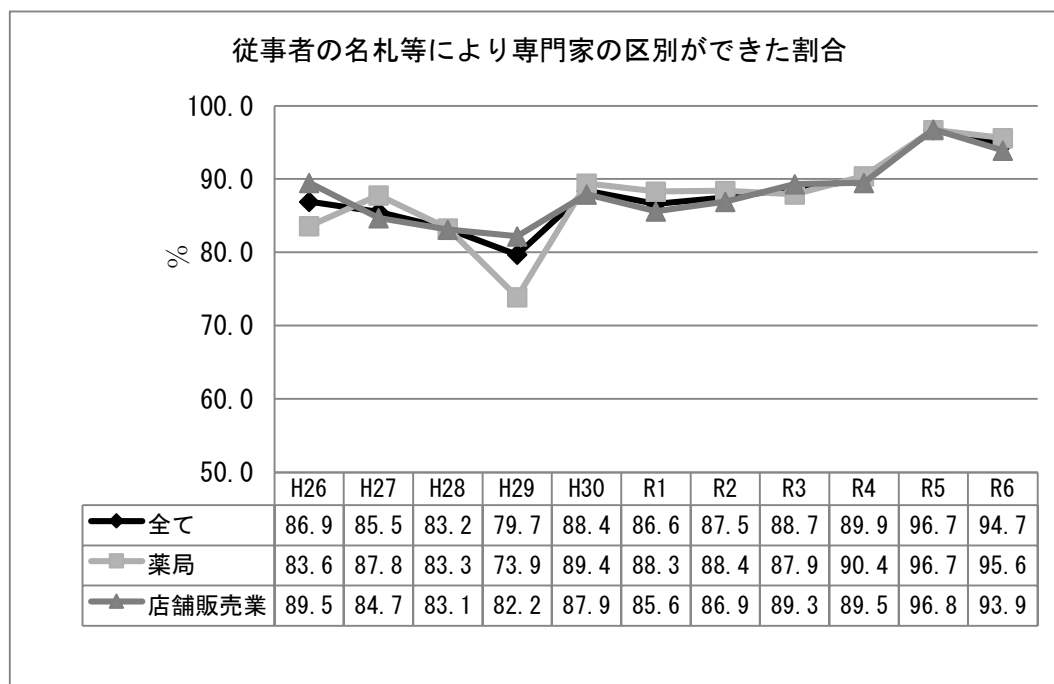 従事者の名札等により専門家の区別ができた割合
100.0
90.0
80.0
70.0
60.0
50.0
%
H26 H27 H28 H29 H30 R1 R2 R3 R4 R5 R6
全て 86.9 85.5 83.2 79.7 88.4 86.6 87.5 88.7 89.9 96.7 94.7
薬局 83.6 87.8 83.3 73.9 89.4 88.3 88.4 87.9 90.4 96.7 95.6
店舗販売業 89.5 84.7 83.1 82.2 87.9 85.6 86.9 89.3 89.5 96.8 93.9